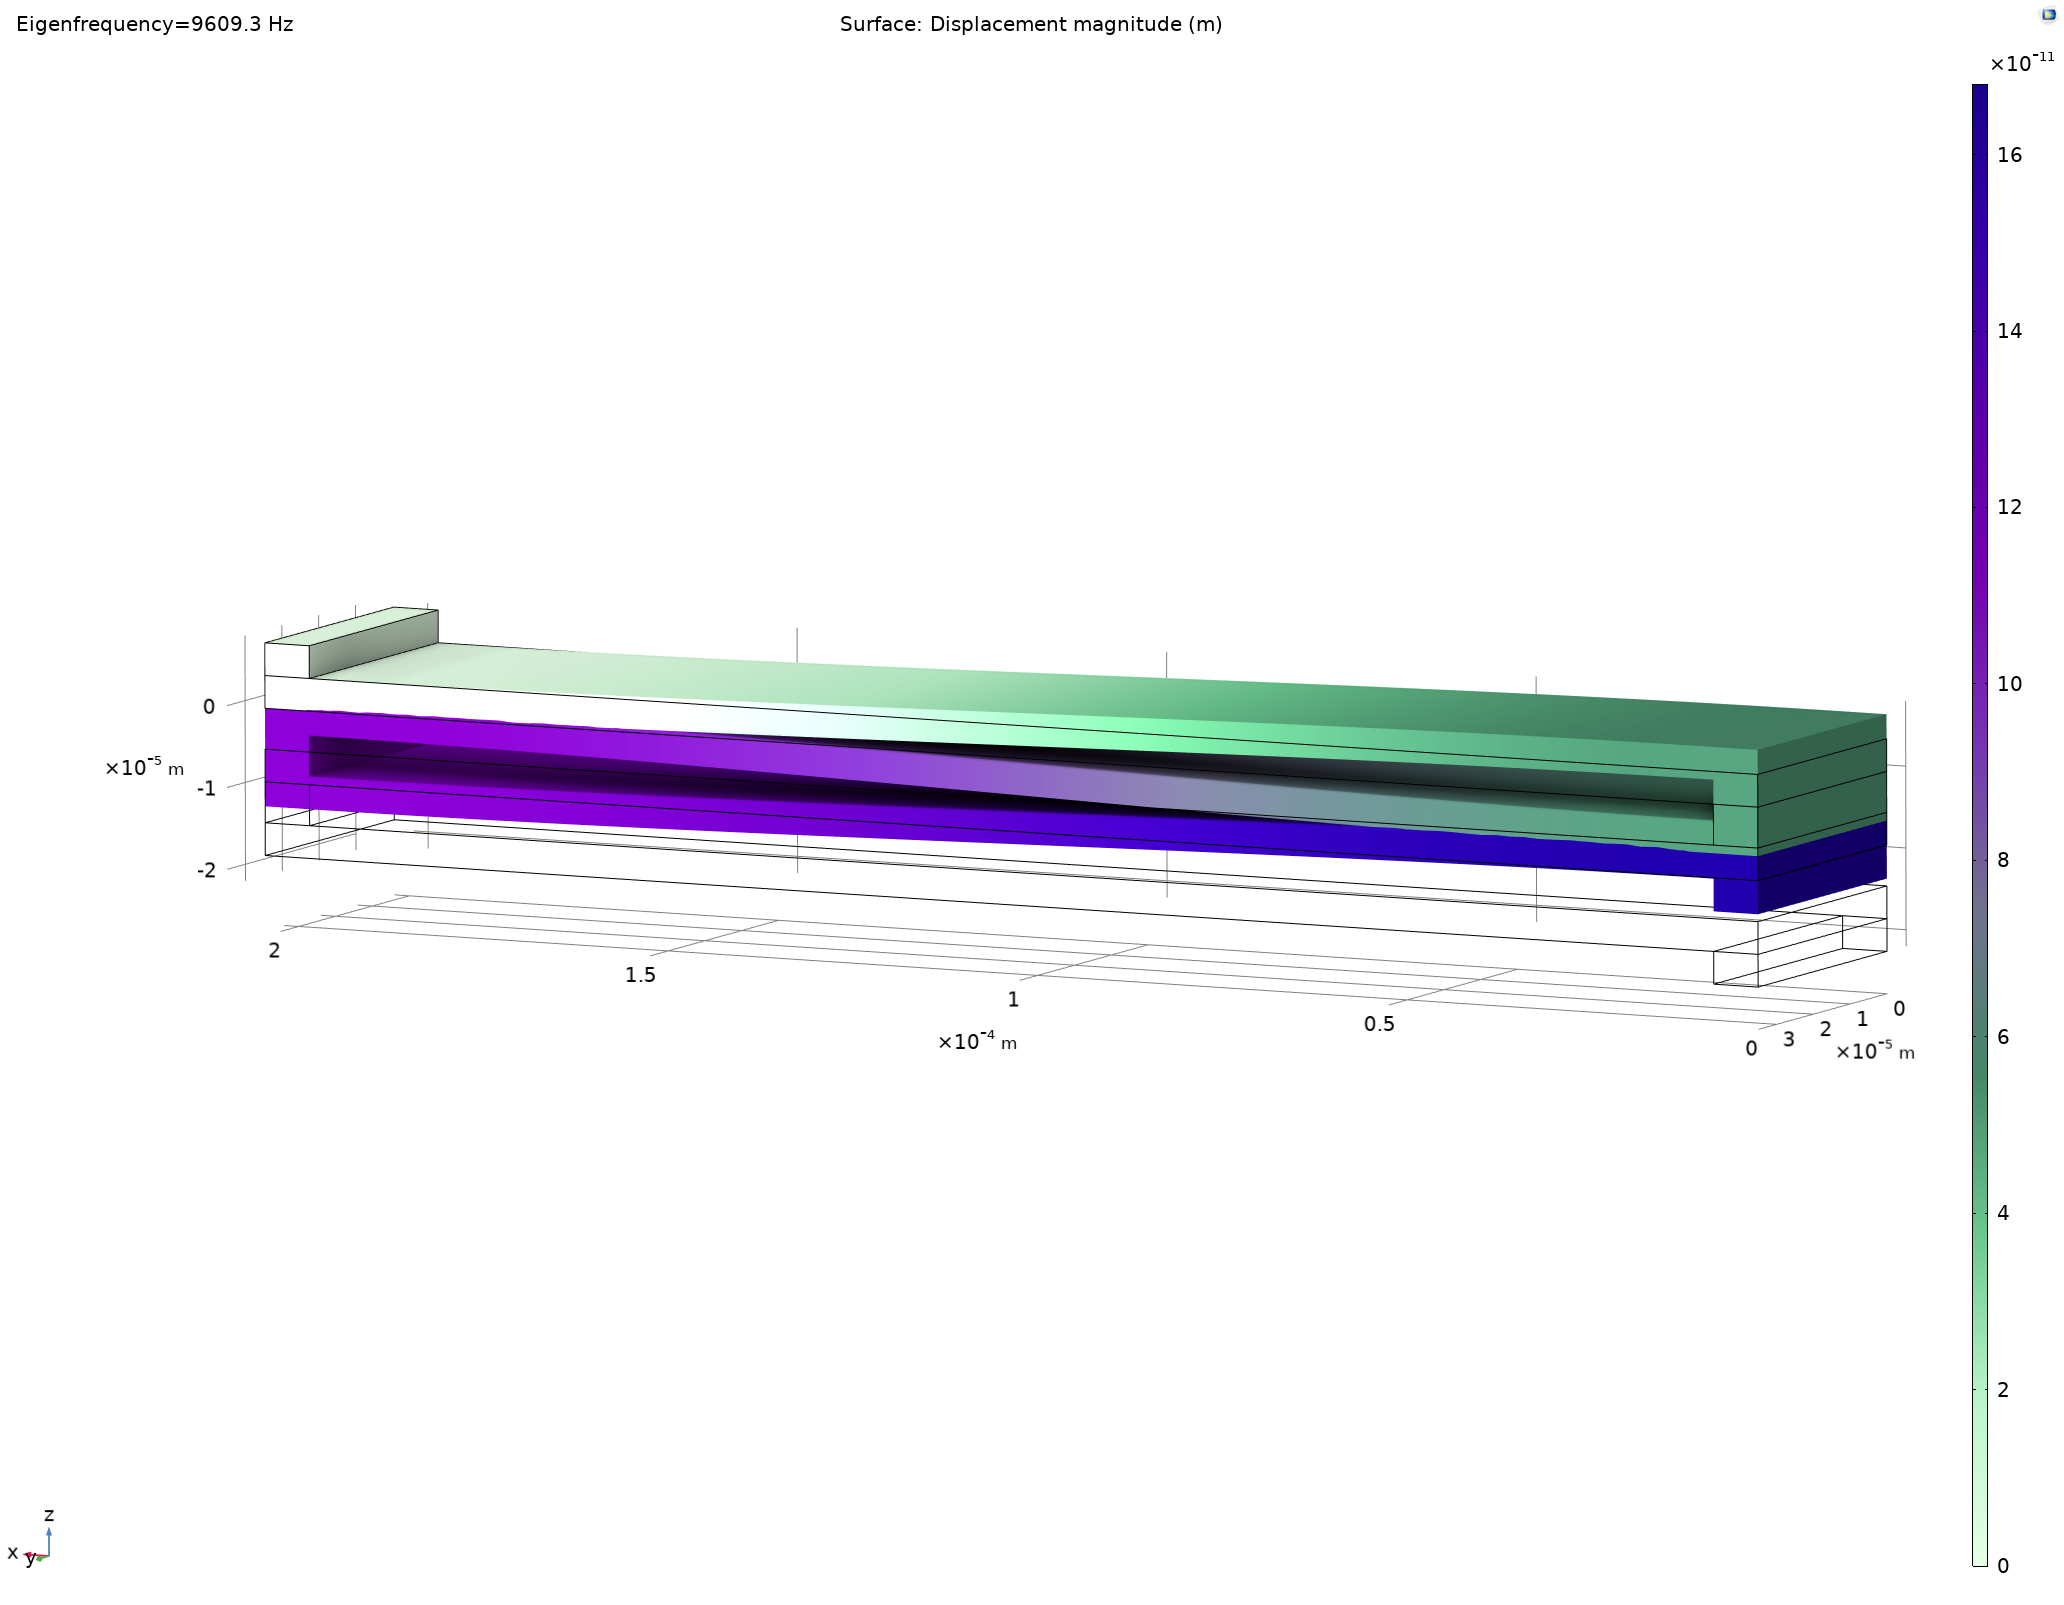 Eigenfrequency=9609.3 Hz
Surface: Displacement magnitude (m)
×10⁻¹¹
16
14
12
10
8
6
4
2
0
0
-1
-2
×10⁻⁵ m
2
1.5
1
0.5
0
×10⁻⁴ m
3
2
1
0
×10⁻⁵ m
z
x
y